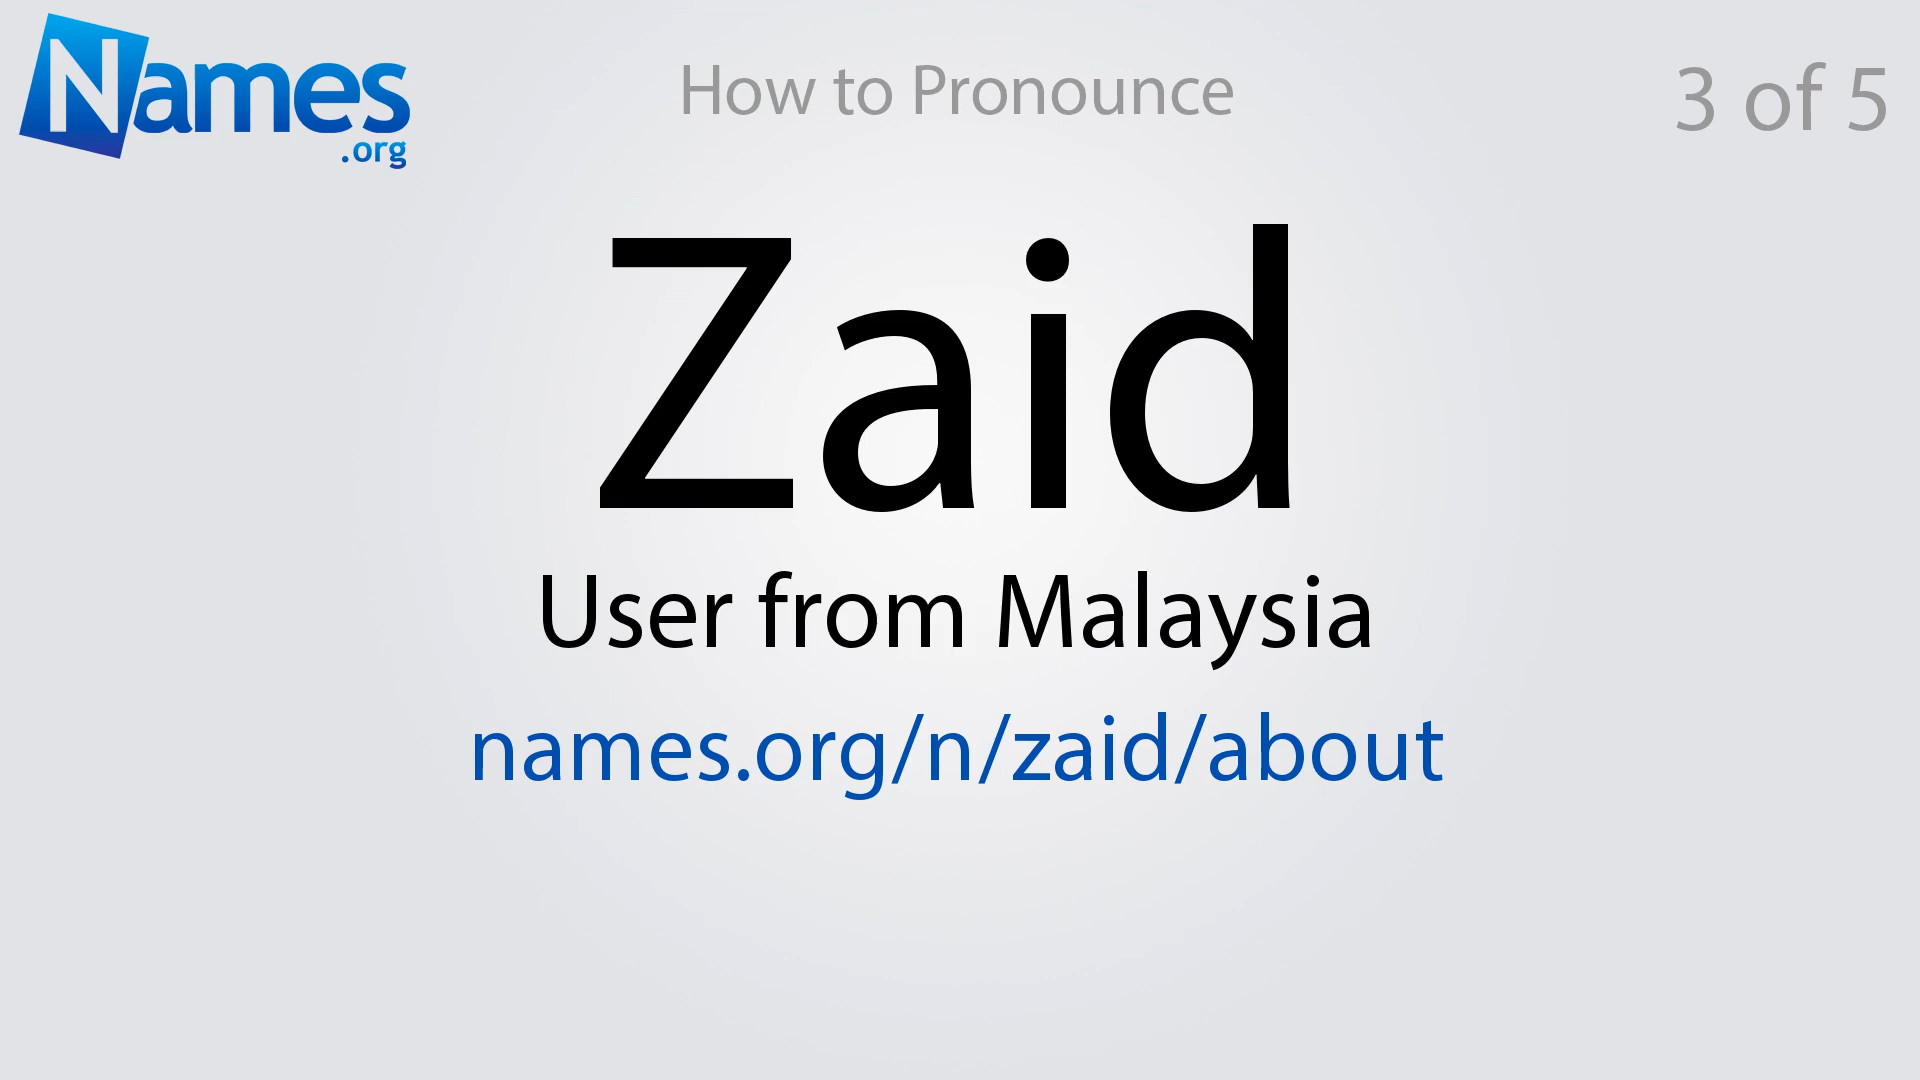 Names
.org
How to Pronounce
3 of 5
Zaid
User from Malaysia
names.org/n/zaid/about